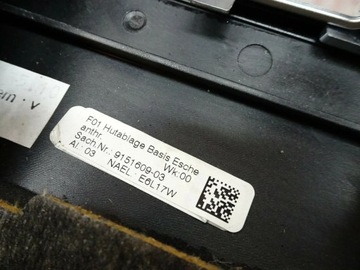 F01 Hutablage Basis Esche
anthr. Wk:00
Sach.Nr.: 9151609-03
AI.: 03 NAEL.: E6L17W